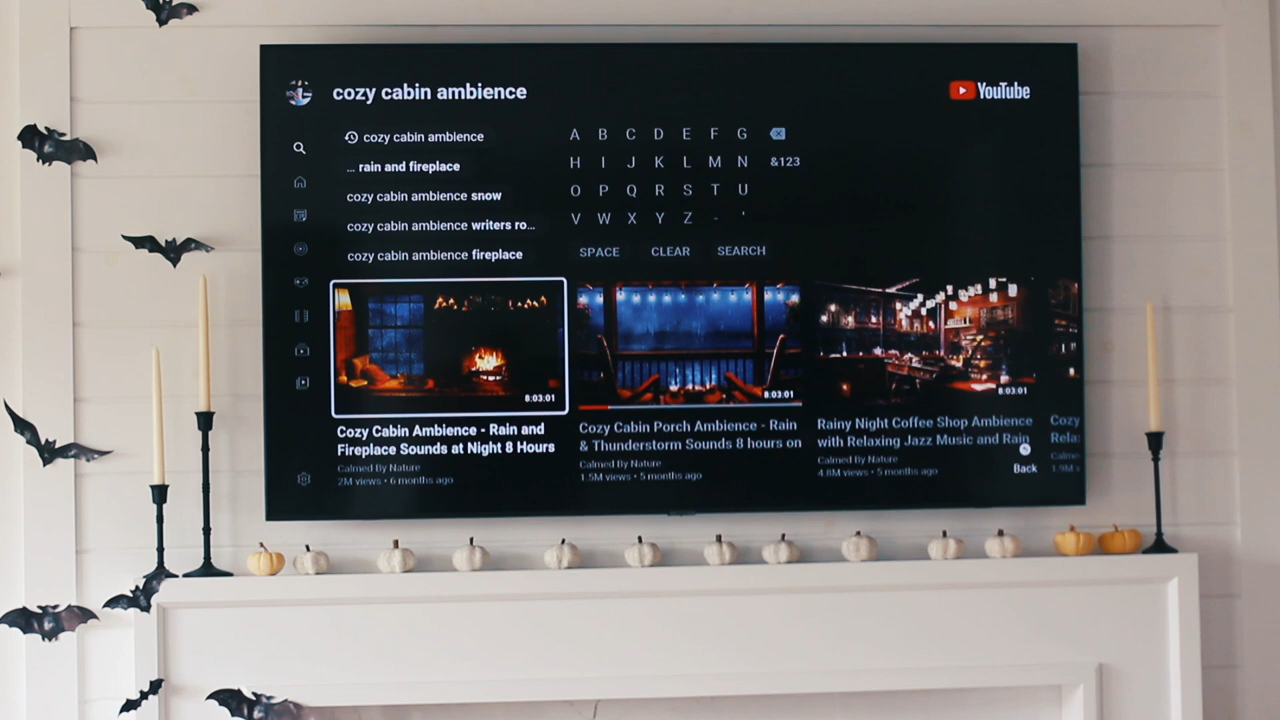 cozy cabin ambience
YouTube
cozy cabin ambience
... rain and fireplace
cozy cabin ambience snow
cozy cabin ambience writers ro...
cozy cabin ambience fireplace
A B C D E F G
H I J K L M N &123
O P Q R S T U
V W X Y Z - '
SPACE CLEAR SEARCH
8:03:01
Cozy Cabin Ambience - Rain and
Fireplace Sounds at Night 8 Hours
Calmed By Nature
2M views • 6 months ago
8:03:01
Cozy Cabin Porch Ambience - Rain
& Thunderstorm Sounds 8 hours on
Calmed By Nature
1.5M views • 5 months ago
8:03:01
Rainy Night Coffee Shop Ambience
with Relaxing Jazz Music and Rain
Calmed By Nature
4.8M views • 5 months ago
Cozy
Rela
Calme
1.9M v
Back